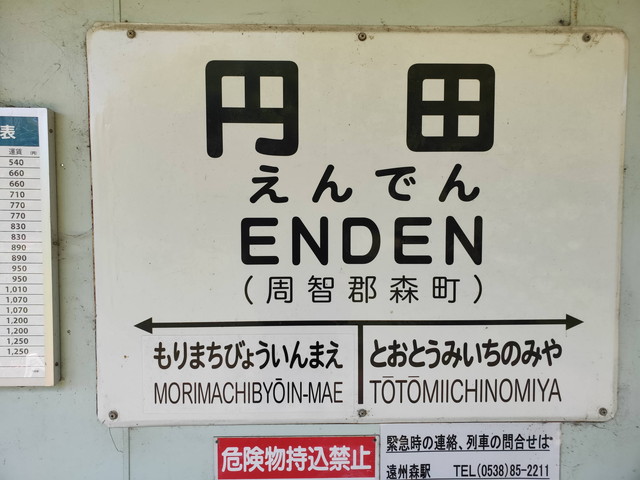 円田
えんでん
ENDEN
(周智郡森町)
もりまちびょういんまえ
MORIMACHIBYŌIN-MAE
とおとうみいちのみや
TŌTŌMIICHINOMIYA
表
運賃
540
660
660
710
770
770
830
830
890
890
950
950
1,010
1,070
1,070
1,200
1,200
1,250
1,250
危険物持込禁止
緊急時の連絡、列車の問合せは
遠州森駅 TEL(0538)85-2211